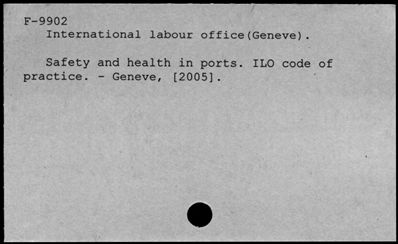 F-9902
International labour office(Geneve).
Safety and health in ports. ILO code of
practice. - Geneve, [2005].